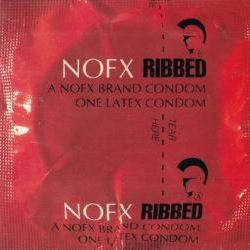 NOFX RIBBED
A NOFX BRAND CONDOM
ONE LATEX CONDOM
TEAR
HERE
NOFX RIBBED
A NOFX BRAND CONDOM
ONE LATEX CONDOM